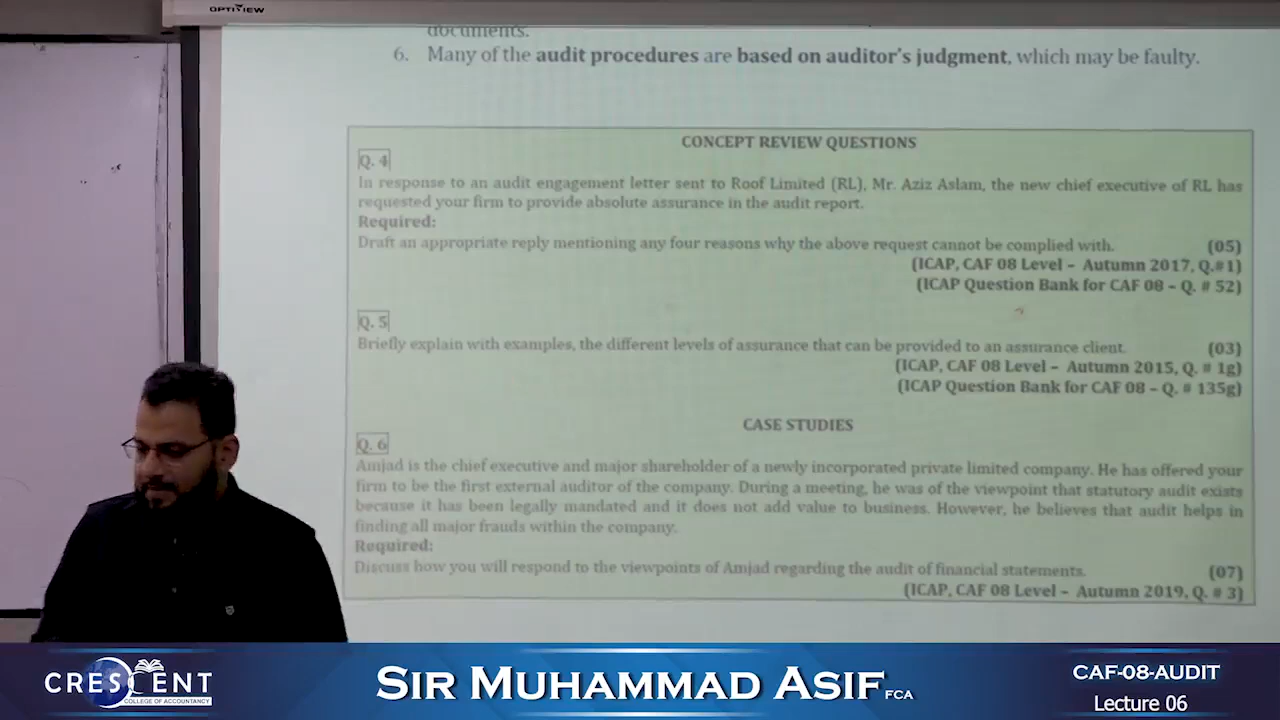 OPTIVIEW
documents.
6. Many of the audit procedures are based on auditor's judgment, which may be faulty.
CONCEPT REVIEW QUESTIONS
Q. 4
In response to an audit engagement letter sent to Roof Limited (RL), Mr. Aziz Aslam, the new chief executive of RL has
requested your firm to provide absolute assurance in the audit report.
Required:
Draft an appropriate reply mentioning any four reasons why the above request cannot be complied with. (05)
(ICAP, CAF 08 Level – Autumn 2017, Q.#1)
(ICAP Question Bank for CAF 08 – Q. # 52)
Q. 5
Briefly explain with examples, the different levels of assurance that can be provided to an assurance client. (03)
(ICAP, CAF 08 Level – Autumn 2015, Q. # 1g)
(ICAP Question Bank for CAF 08 – Q. # 135g)
CASE STUDIES
Q. 6
Amjad is the chief executive and major shareholder of a newly incorporated private limited company. He has offered your
firm to be the first external auditor of the company. During a meeting, he was of the viewpoint that statutory audit exists
because it has been legally mandated and it does not add value to business. However, he believes that audit helps in
finding all major frauds within the company.
Required:
Discuss how you will respond to the viewpoints of Amjad regarding the audit of financial statements. (07)
(ICAP, CAF 08 Level – Autumn 2019, Q. # 3)
CRESCENT
COLLEGE OF ACCOUNTANCY
SIR MUHAMMAD ASIF FCA
CAF-08-AUDIT
Lecture 06